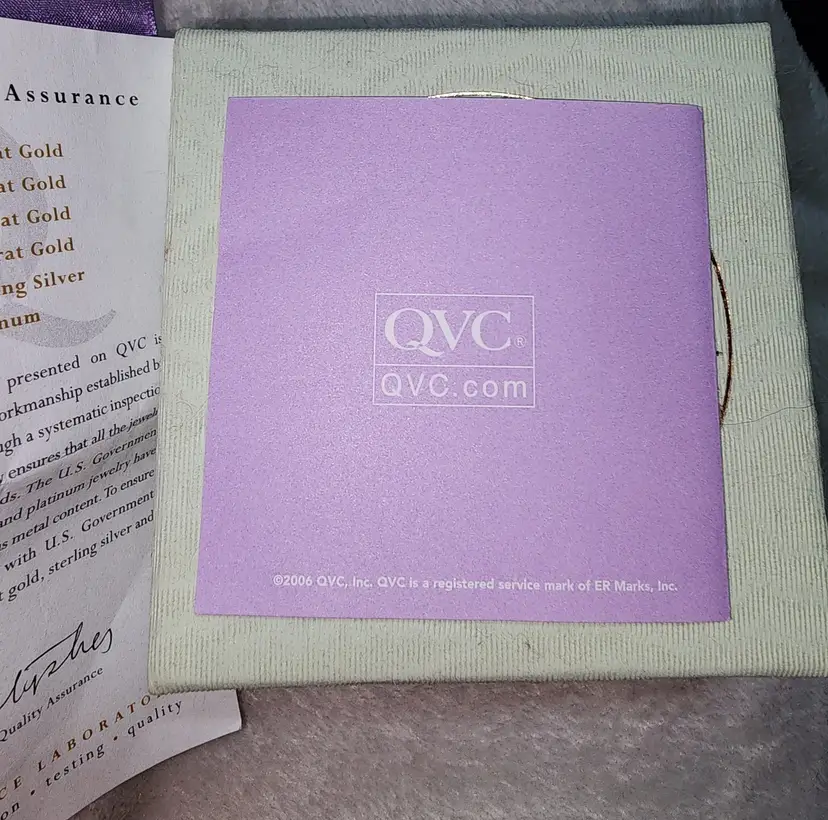 Assurance
at Gold
at Gold
at Gold
rat Gold
ng Silver
num
presented on QVC is
orkmanship established b
gh a systematic inspectio
y ensures that all the jewel
ds. The U.S. Governmen
and platinum jewelry have
s metal content. To ensure
with U.S. Government
t gold, sterling silver and
Quality Assurance
CE LABORATO
on • testing • quality
QVC®
QVC.com
©2006 QVC, Inc. QVC is a registered service mark of ER Marks, Inc.